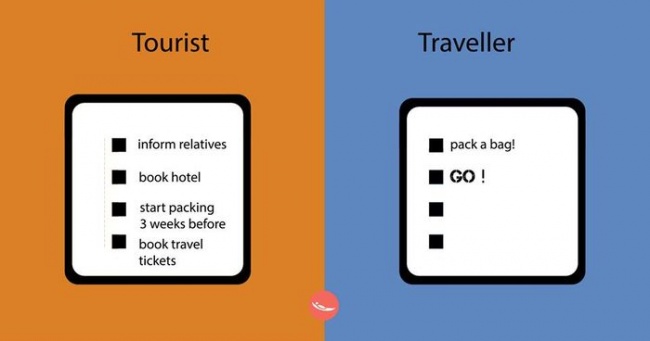 Tourist
inform relatives
book hotel
start packing
3 weeks before
book travel
tickets
Traveller
pack a bag!
GO !